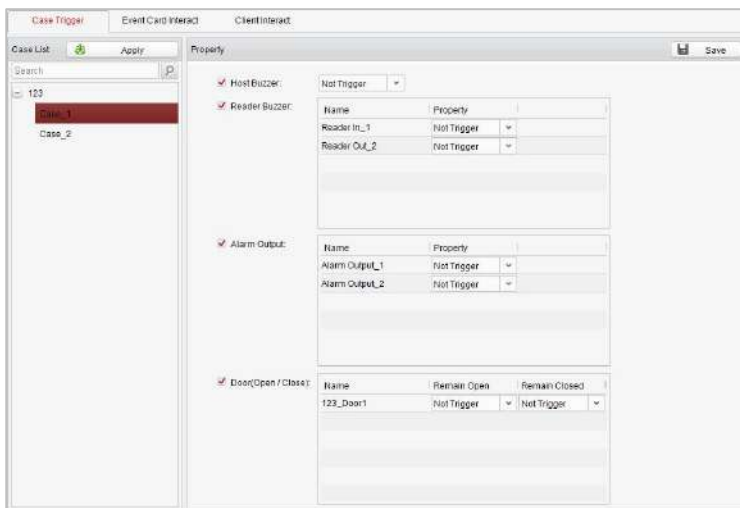 Case Trigger Event Card Interact Client Interact
Case List Apply Property Save
Search
123
Case_1
Case_2
Host Buzzer: Not Trigger
Reader Buzzer: Name Property
Reader In_1 Not Trigger
Reader Out_2 Not Trigger
Alarm Output: Name Property
Alarm Output_1 Not Trigger
Alarm Output_2 Not Trigger
Door(Open / Close): Name Remain Open Remain Closed
123_Door1 Not Trigger Not Trigger